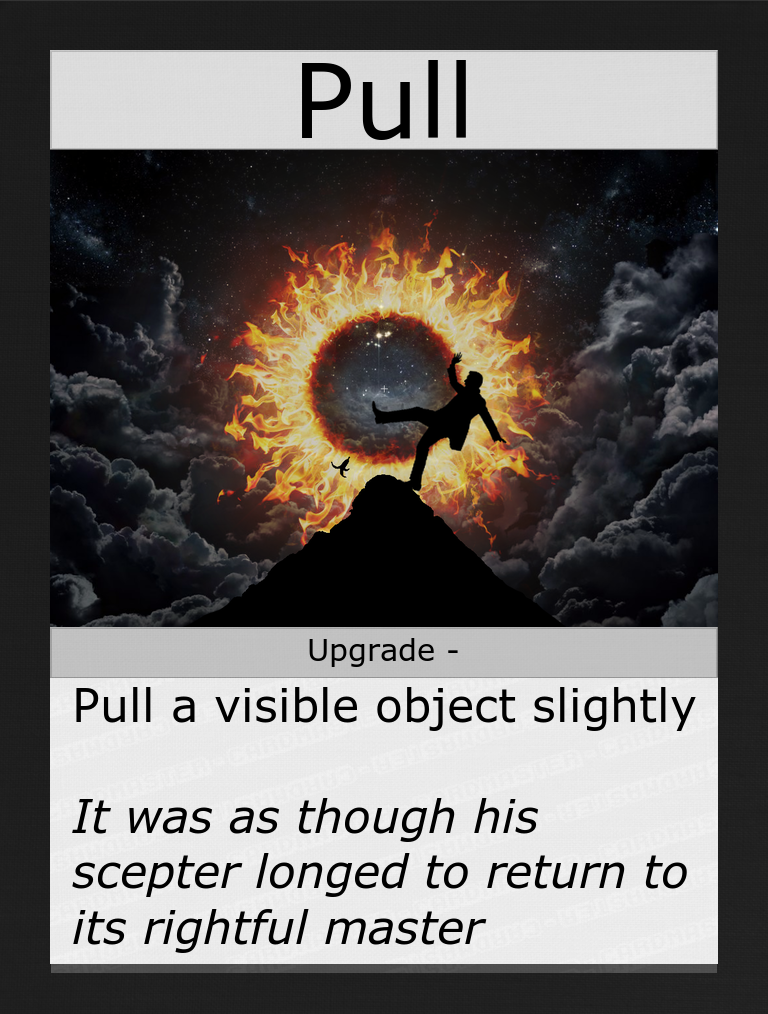 Pull
Upgrade -
Pull a visible object slightly
It was as though his
scepter longed to return to
its rightful master